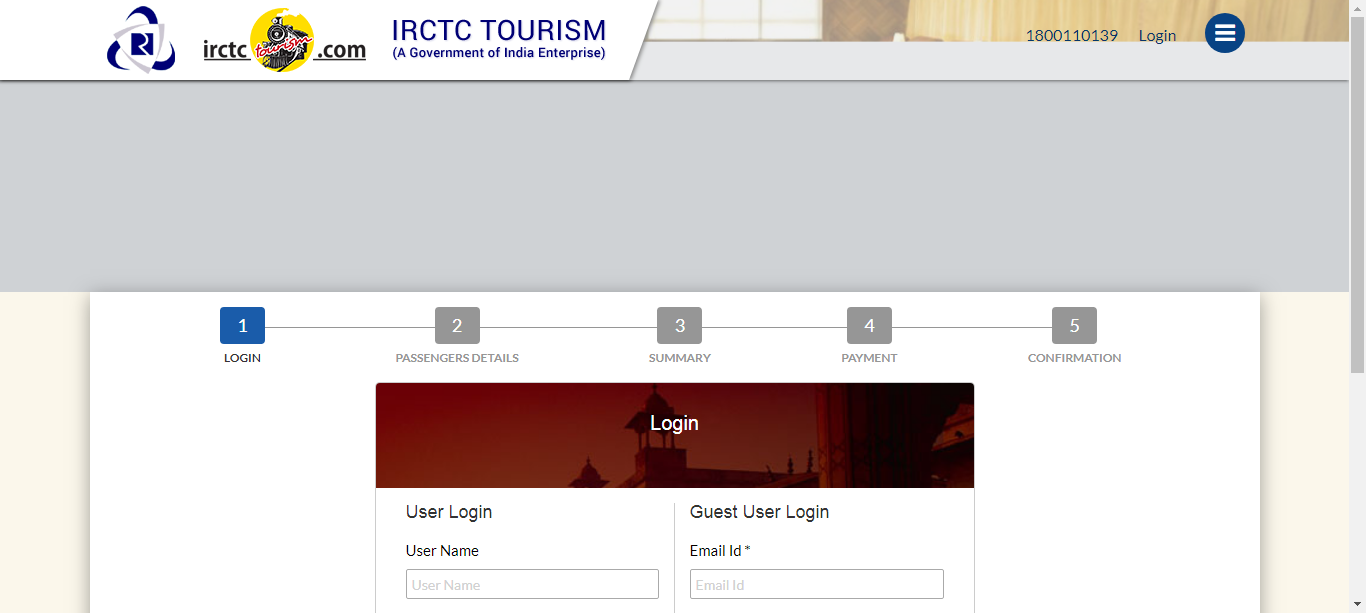 irctc tourism .com
IRCTC TOURISM
(A Government of India Enterprise)
1800110139 Login
1 2 3 4 5
LOGIN PASSENGERS DETAILS SUMMARY PAYMENT CONFIRMATION
Login
User Login
User Name
User Name
Guest User Login
Email Id *
Email Id